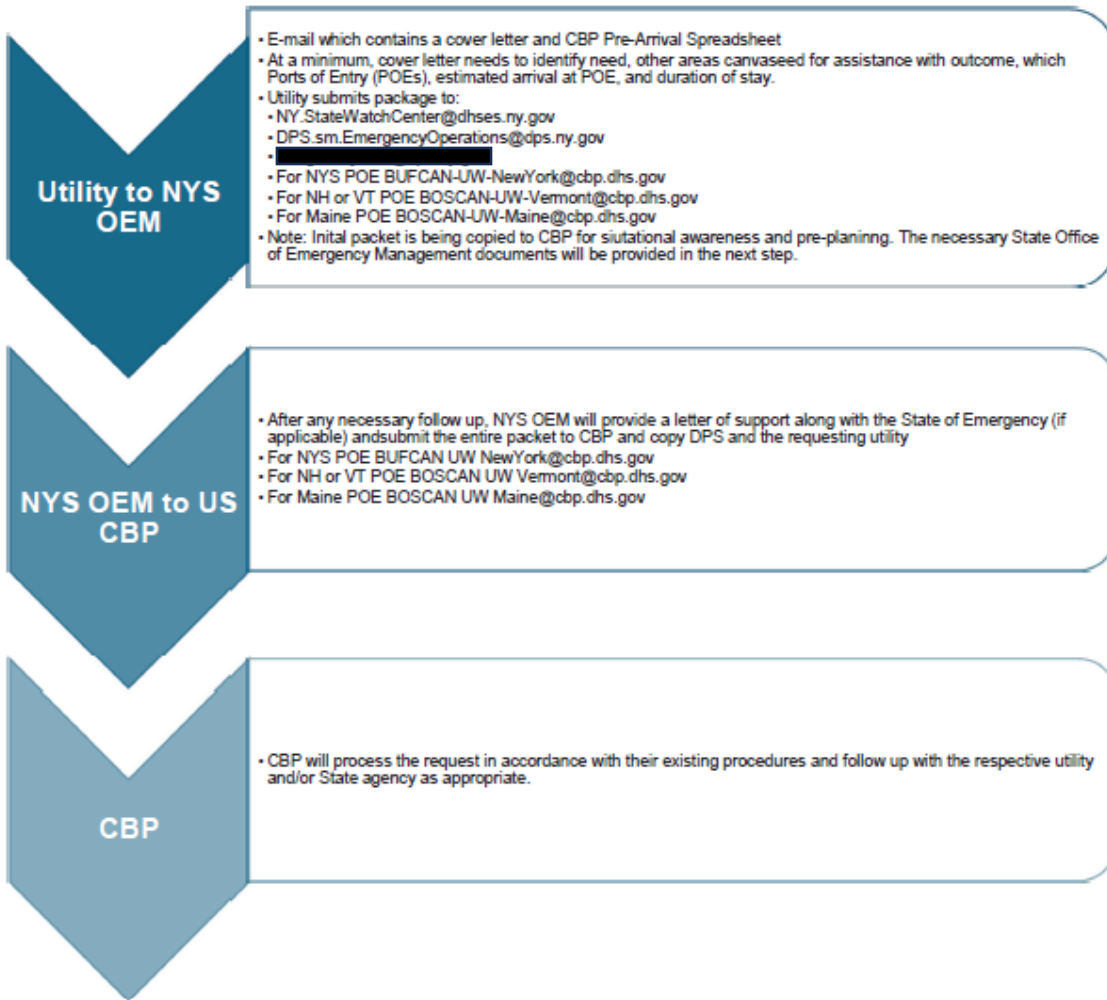 Utility to NYS
OEM
• E-mail which contains a cover letter and CBP Pre-Arrival Spreadsheet
• At a minimum, cover letter needs to identify need, other areas canvaseed for assistance with outcome, which
Ports of Entry (POEs), estimated arrival at POE, and duration of stay.
• Utility submits package to:
• NY.StateWatchCenter@dhses.ny.gov
• DPS.sm.EmergencyOperations@dps.ny.gov
•
• For NYS POE BUFCAN-UW-NewYork@cbp.dhs.gov
• For NH or VT POE BOSCAN-UW-Vermont@cbp.dhs.gov
• For Maine POE BOSCAN-UW-Maine@cbp.dhs.gov
• Note: Inital packet is being copied to CBP for siutational awareness and pre-planinng. The necessary State Office
of Emergency Management documents will be provided in the next step.
NYS OEM to US
CBP
• After any necessary follow up, NYS OEM will provide a letter of support along with the State of Emergency (if
applicable) andsubmit the entire packet to CBP and copy DPS and the requesting utility
• For NYS POE BUFCAN UW NewYork@cbp.dhs.gov
• For NH or VT POE BOSCAN UW Vermont@cbp.dhs.gov
• For Maine POE BOSCAN UW Maine@cbp.dhs.gov
CBP
• CBP will process the request in accordance with their existing procedures and follow up with the respective utility
and/or State agency as appropriate.